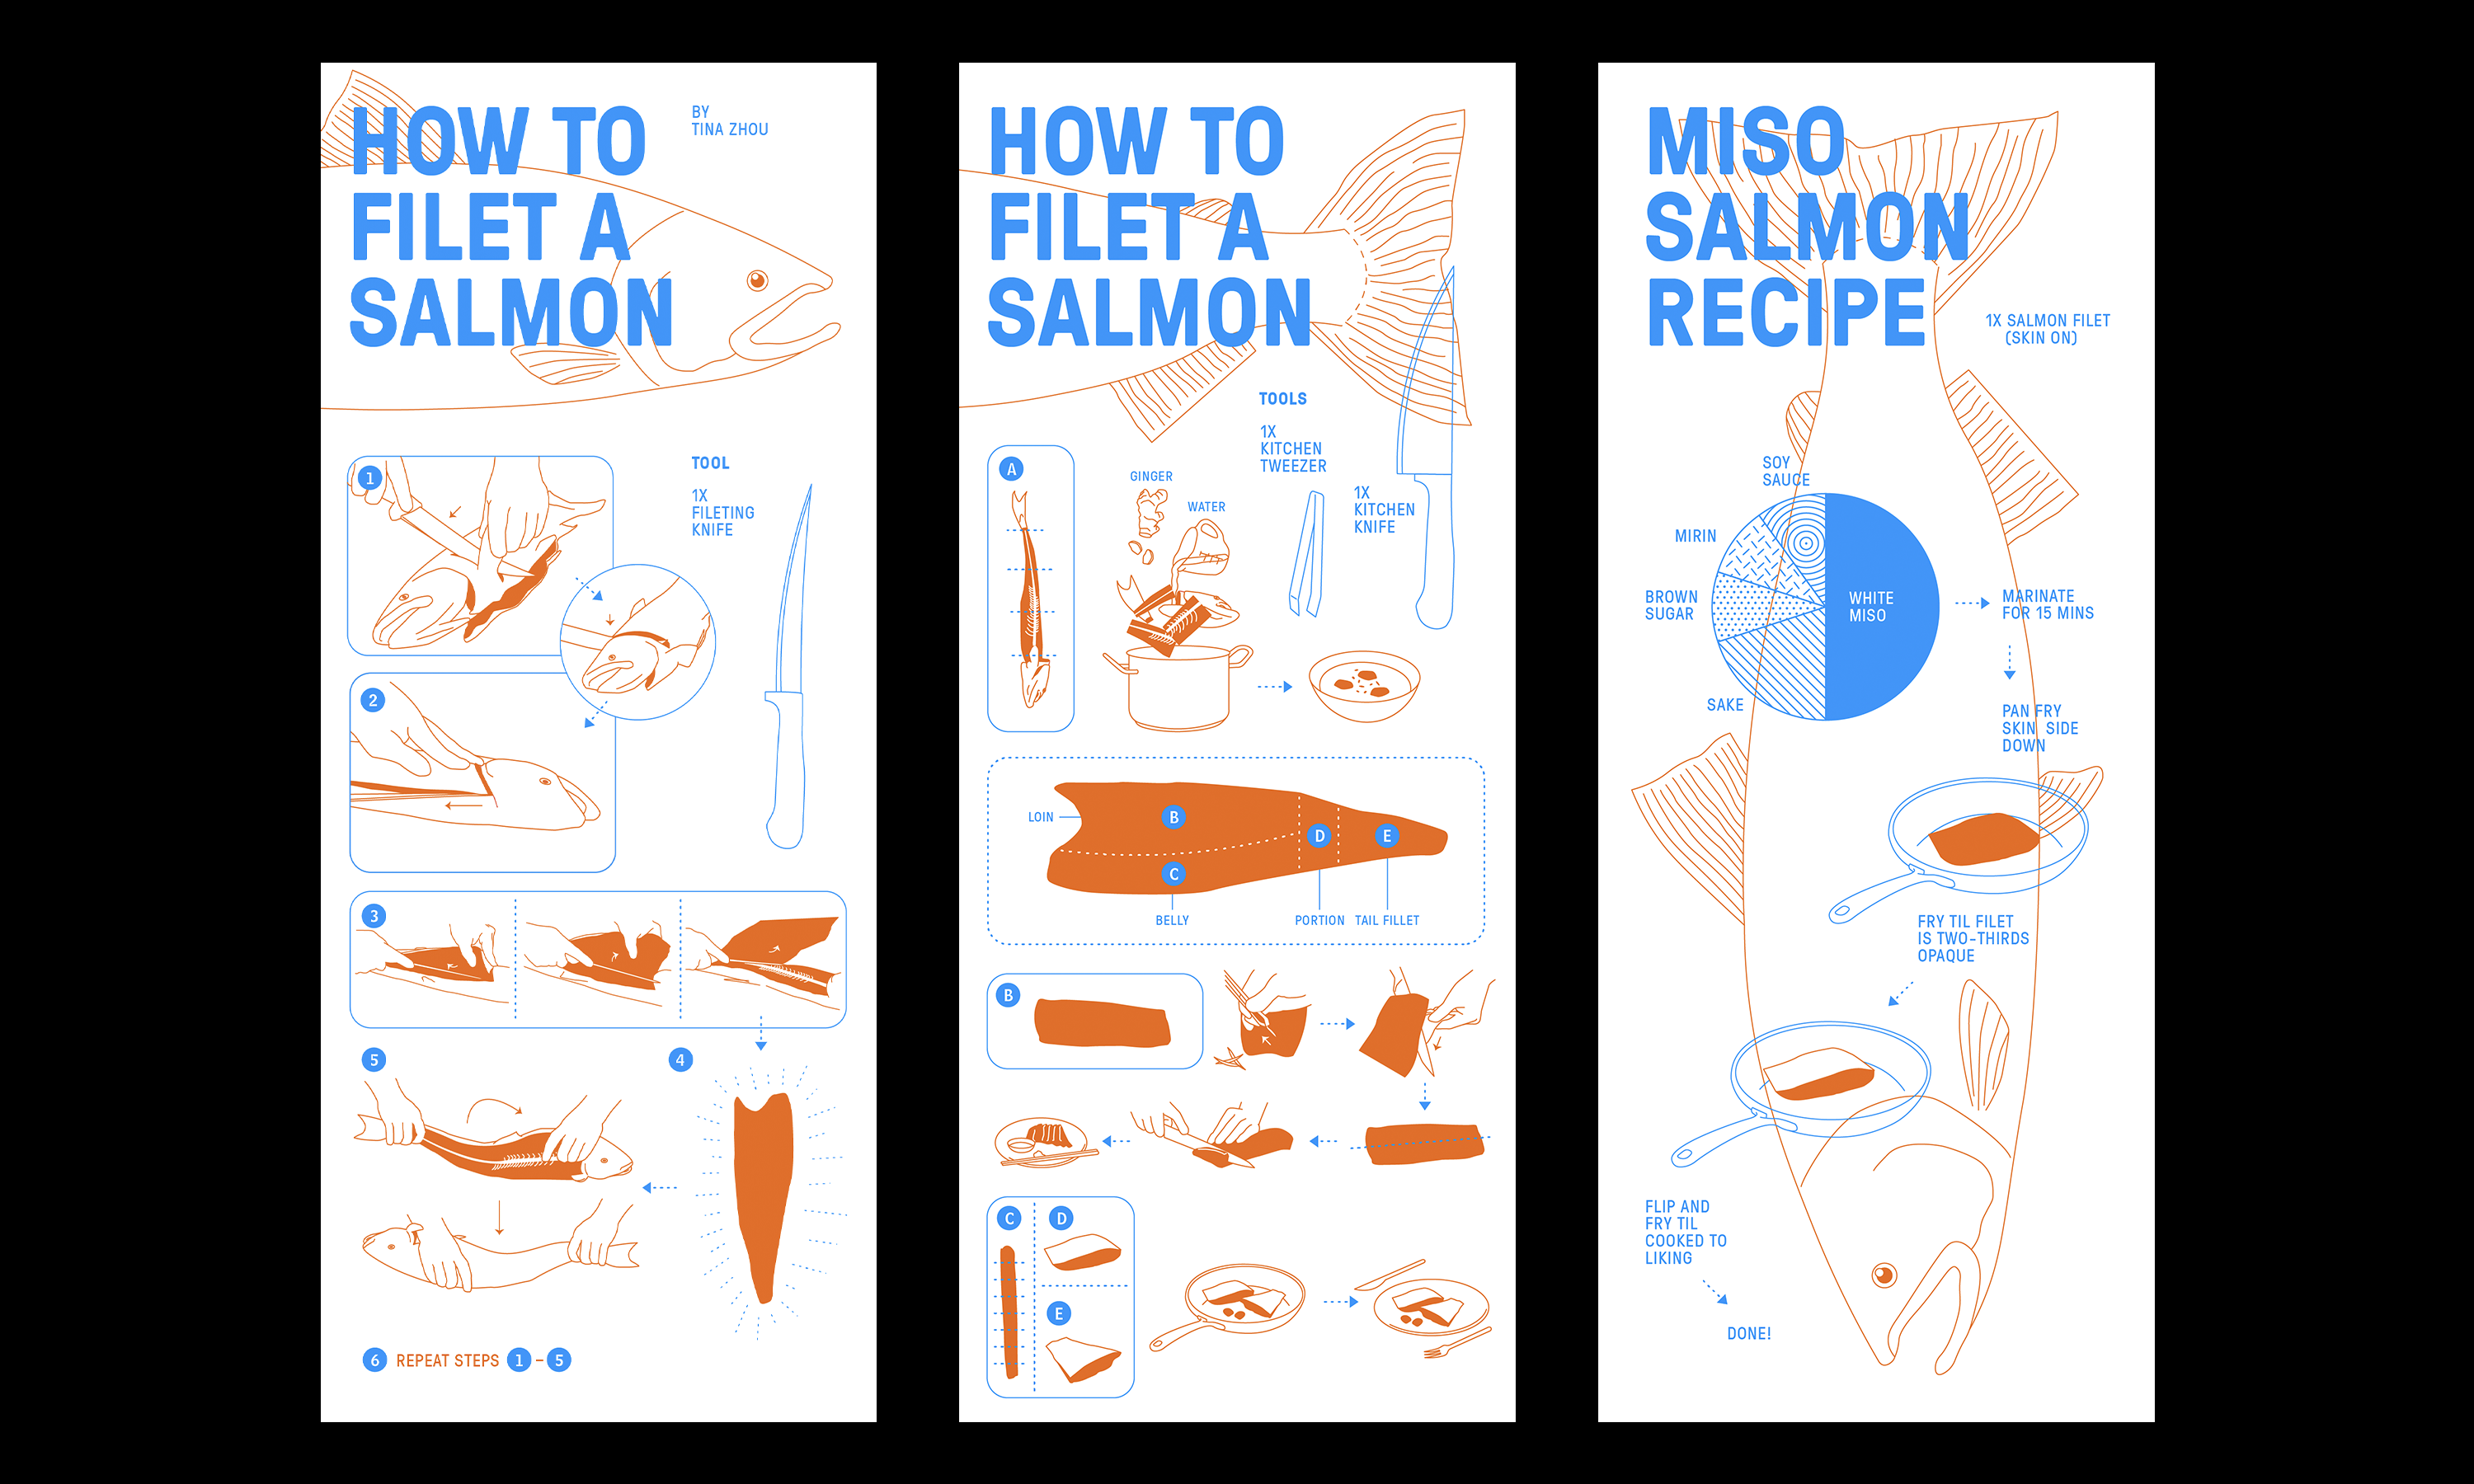 HOW TO
FILET A
SALMON
BY
TINA ZHOU
TOOL
1X
FILETING
KNIFE
1
2
3
4
5
6 REPEAT STEPS 1 – 5
HOW TO
FILET A
SALMON
TOOLS
1X
KITCHEN
TWEEZER
1X
KITCHEN
KNIFE
A
GINGER
WATER
LOIN
B
C
D
E
BELLY
PORTION
TAIL FILLET
B
C
D
E
MISO
SALMON
RECIPE
1X SALMON FILET
(SKIN ON)
SOY
SAUCE
MIRIN
BROWN
SUGAR
SAKE
WHITE
MISO
MARINATE
FOR 15 MINS
PAN FRY
SKIN SIDE
DOWN
FRY TIL FILET
IS TWO-THIRDS
OPAQUE
FLIP AND
FRY TIL
COOKED TO
LIKING
DONE!